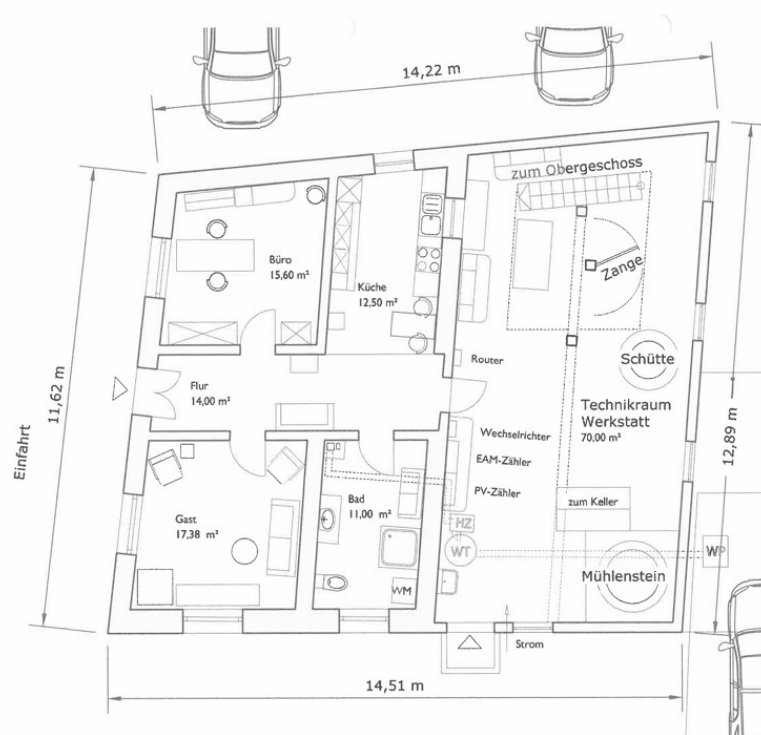 14,22 m
zum Obergeschoss
Büro
15,60 m²
Küche
12,50 m²
Zange
Schütte
Router
Flur
14,00 m²
Technikraum
Werkstatt
70,00 m²
11,62 m
Einfahrt
12,89 m
Wechselrichter
EAM-Zähler
PV-Zähler
zum Keller
Gast
17,38 m²
Bad
11,00 m²
HZ
WT
WP
Mühlenstein
WM
Strom
14,51 m